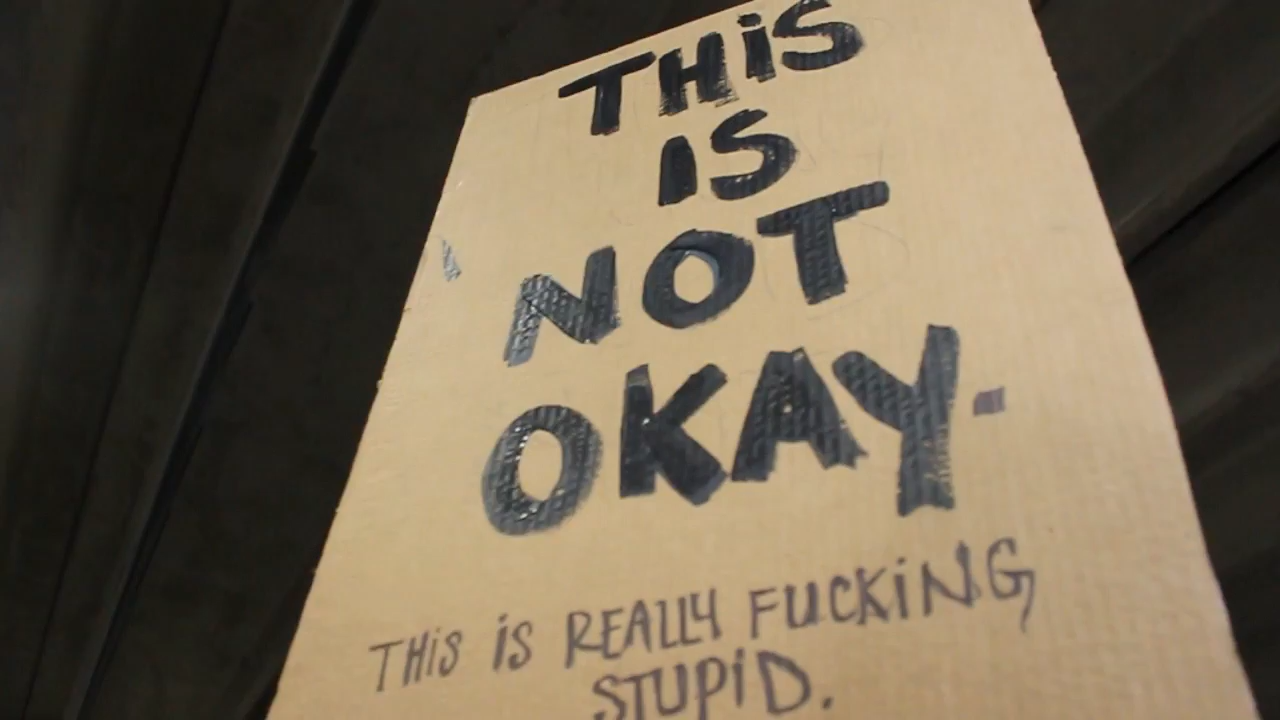 THiS
IS
NOT
OKAY.
THiS iS REALLY FUCKiNG
STUPiD.